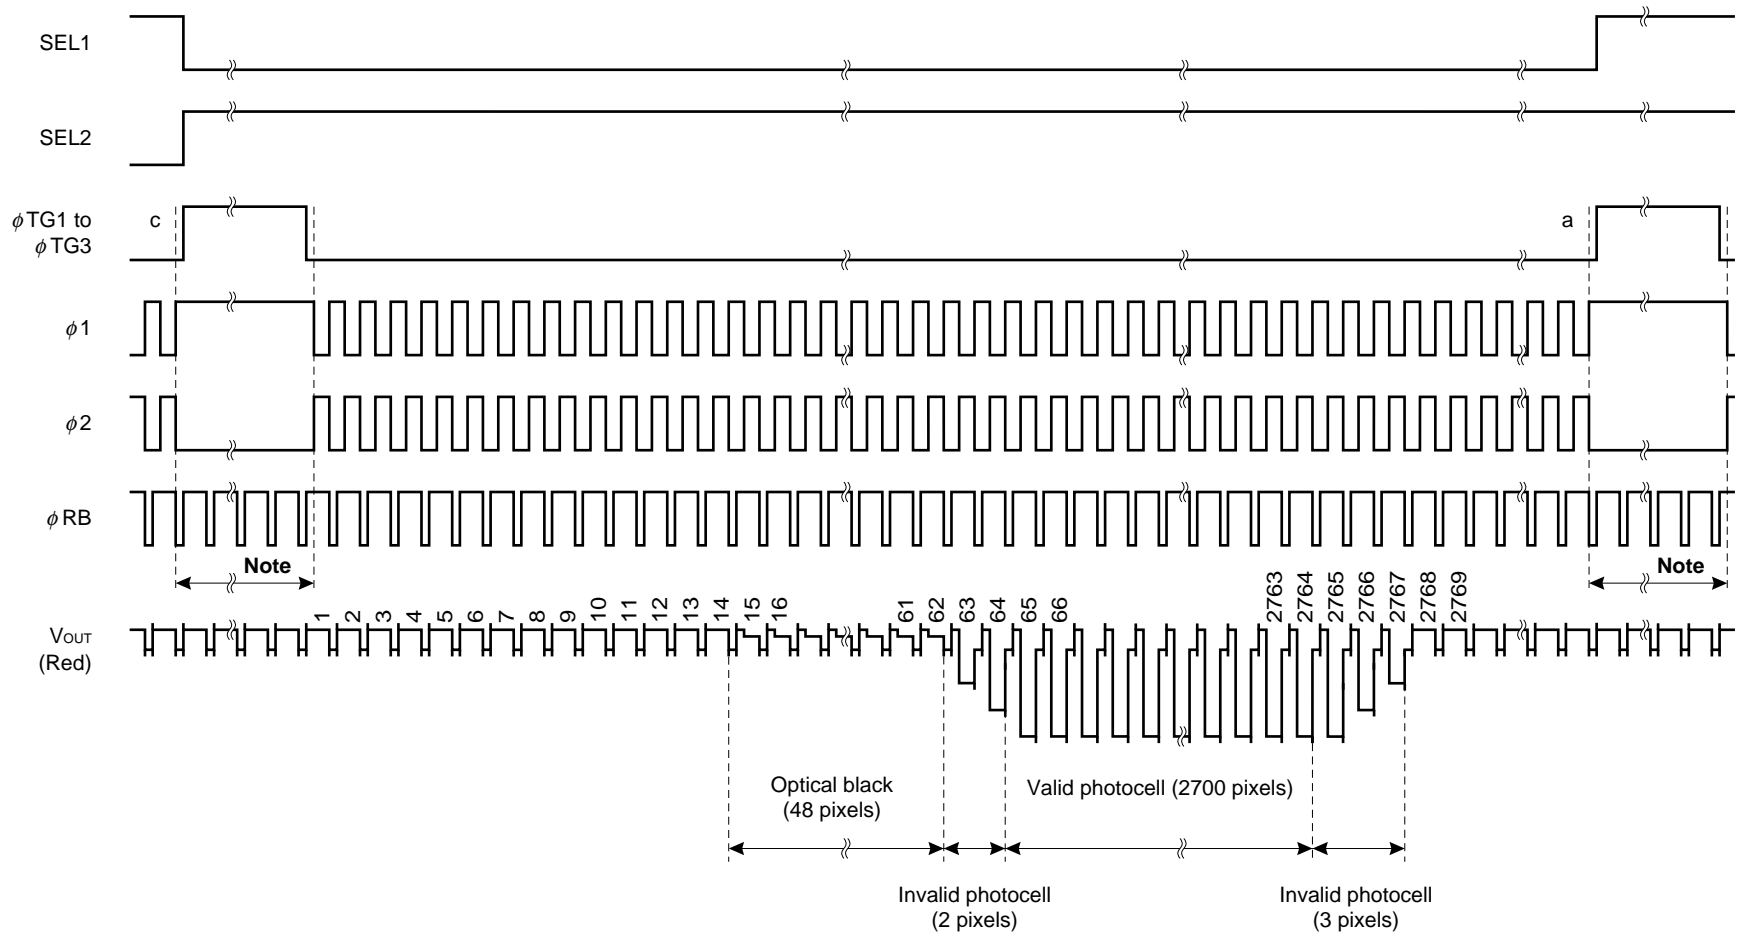 SEL1
SEL2
φTG1 to
φTG3
c
a
φ1
φ2
φRB
Note
Note
VOUT
(Red)
1
2
3
4
5
6
7
8
9
10
11
12
13
14
15
16
61
62
63
64
65
66
2763
2764
2765
2766
2767
2768
2769
Optical black
(48 pixels)
Valid photocell (2700 pixels)
Invalid photocell
(2 pixels)
Invalid photocell
(3 pixels)